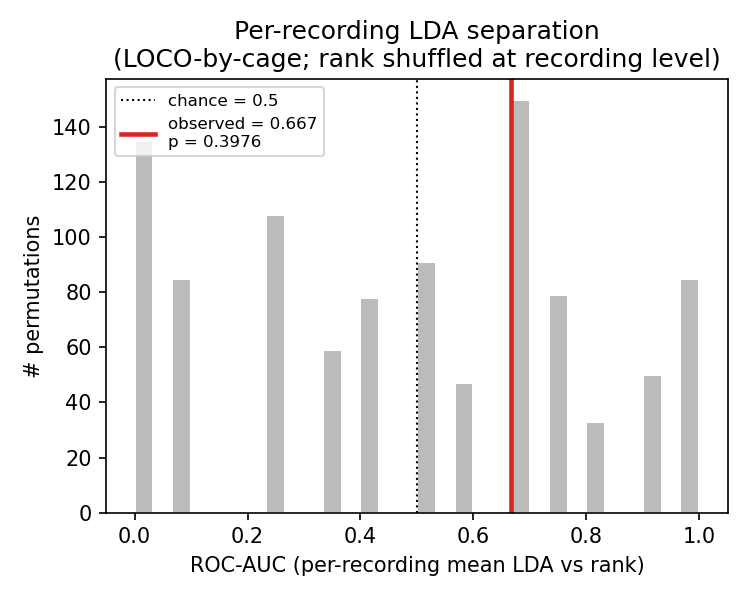 Per-recording LDA separation
(LOCO-by-cage; rank shuffled at recording level)
chance = 0.5
observed = 0.667
p = 0.3976
# permutations
140
120
100
80
60
40
20
0
0.0 0.2 0.4 0.6 0.8 1.0
ROC-AUC (per-recording mean LDA vs rank)